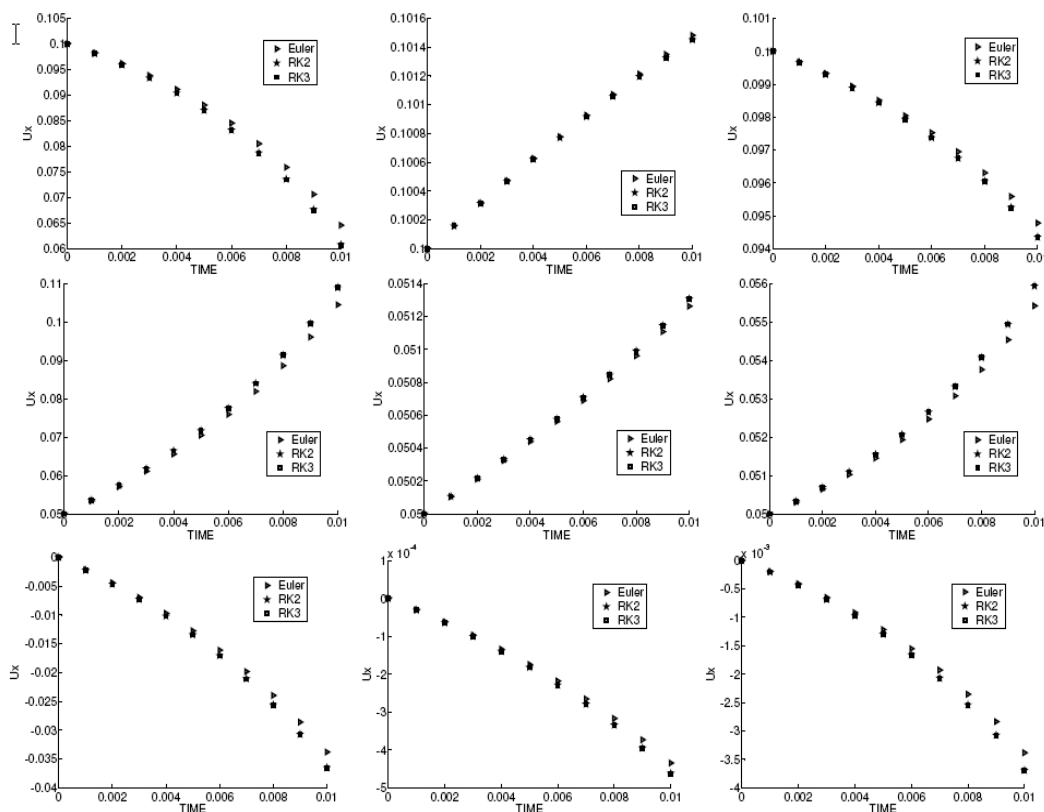 0.105
0.1
0.095
0.09
0.085
0.08
0.075
0.07
0.065
0.06
Ux
0 0.002 0.004 0.006 0.008 0.01
TIME
Euler
RK2
RK3
0.1016
0.1014
0.1012
0.101
0.1008
0.1006
0.1004
0.1002
0.1
Ux
0 0.002 0.004 0.006 0.008 0.01
TIME
Euler
RK2
RK3
0.101
0.10
0.099
0.098
0.097
0.096
0.095
0.094
Ux
0 0.002 0.004 0.006 0.008 0.01
TIME
Euler
RK2
RK3
0.11
0.1
0.09
0.08
0.07
0.06
0.05
Ux
0 0.002 0.004 0.006 0.008 0.01
TIME
Euler
RK2
RK3
0.0514
0.0512
0.051
0.0508
0.0506
0.0504
0.0502
0.05
Ux
0 0.002 0.004 0.006 0.008 0.01
TIME
Euler
RK2
RK3
0.056
0.055
0.054
0.053
0.052
0.051
0.05
Ux
0 0.002 0.004 0.006 0.008 0.01
TIME
Euler
RK2
RK3
0
-0.005
-0.01
-0.015
-0.02
-0.025
-0.03
-0.035
-0.04
Ux
0 0.002 0.004 0.006 0.008 0.01
TIME
Euler
RK2
RK3
x 10⁻⁴
1
0
-1
-2
-3
-4
-5
Ux
0 0.002 0.004 0.006 0.008 0.01
TIME
Euler
RK2
RK3
x 10⁻³
0
-0.5
-1
-1.5
-2
-2.5
-3
-3.5
-4
Ux
0 0.002 0.004 0.006 0.008 0.01
TIME
Euler
RK2
RK3